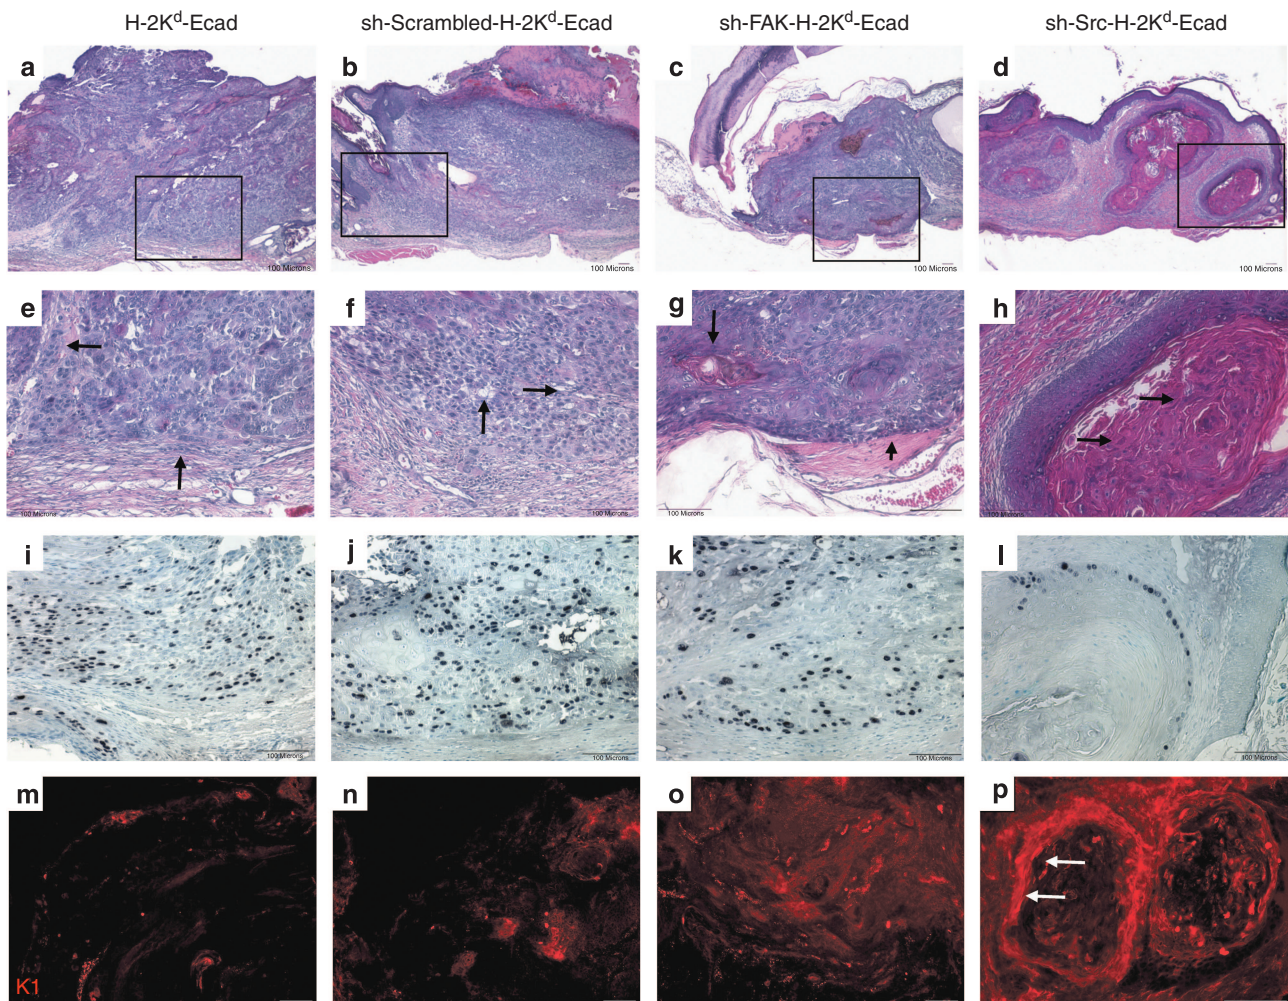 H-2Kᵈ-Ecad sh-Scrambled-H-2Kᵈ-Ecad sh-FAK-H-2Kᵈ-Ecad sh-Src-H-2Kᵈ-Ecad
a b c d
100 Microns 100 Microns 100 Microns 100 Microns
e f g h
100 Microns 100 Microns 100 Microns 100 Microns
i j k l
100 Microns 100 Microns 100 Microns 100 Microns
m n o p
K1